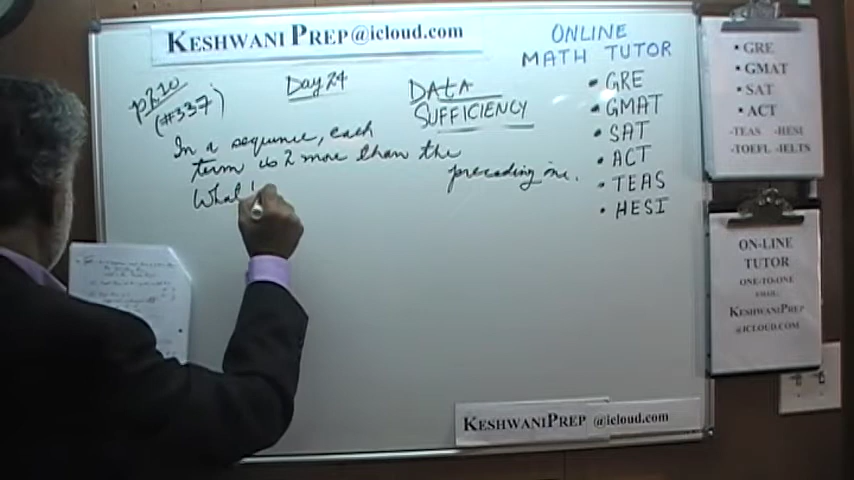 KESHWANI PREP@icloud.com
p210
(#337)
Day 24
DATA
SUFFICIENCY
In a sequence, each
term is 2 more than the
preceding one.
What
ONLINE
MATH TUTOR
• GRE
• GMAT
• SAT
• ACT
• TEAS
• HESI
• GRE
• GMAT
• SAT
• ACT
-TEAS -HESI
-TOEFL -IELTS
ON-LINE
TUTOR
ONE-TO-ONE
EMAIL:
KESHWANIPREP
@ICLOUD.COM
KESHWANIPREP @icloud.com